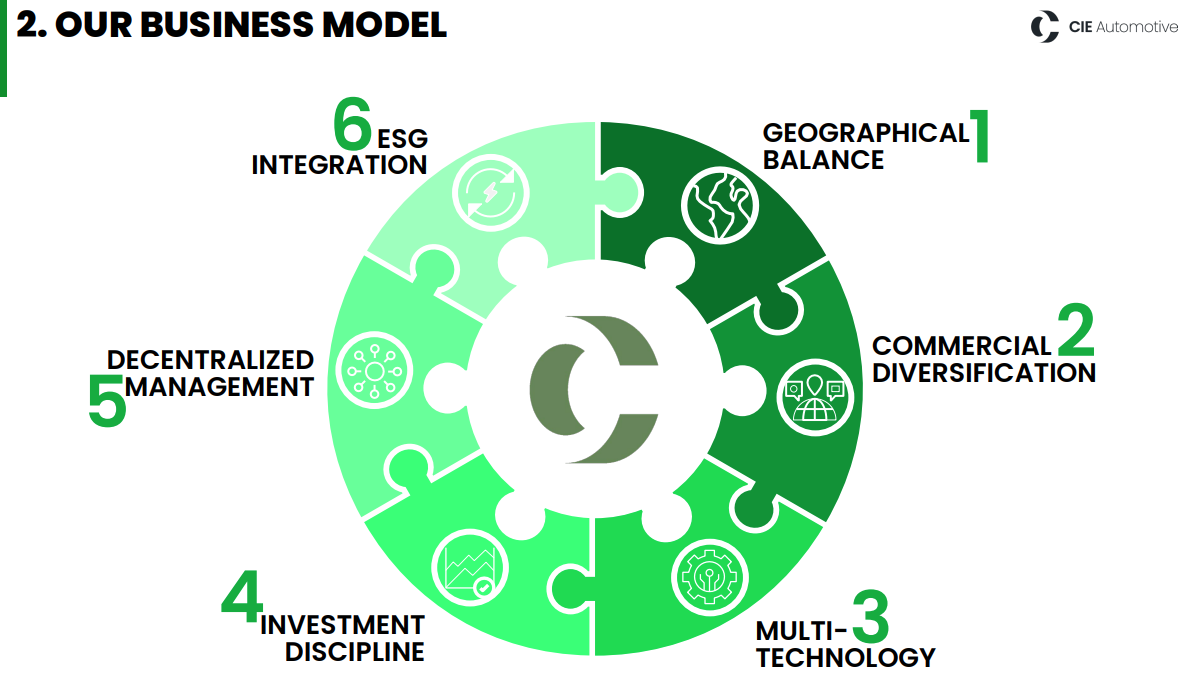 2. OUR BUSINESS MODEL
CIE Automotive
1
GEOGRAPHICAL
BALANCE
2
COMMERCIAL
DIVERSIFICATION
3
MULTI-
TECHNOLOGY
4
INVESTMENT
DISCIPLINE
5
DECENTRALIZED
MANAGEMENT
6
ESG
INTEGRATION